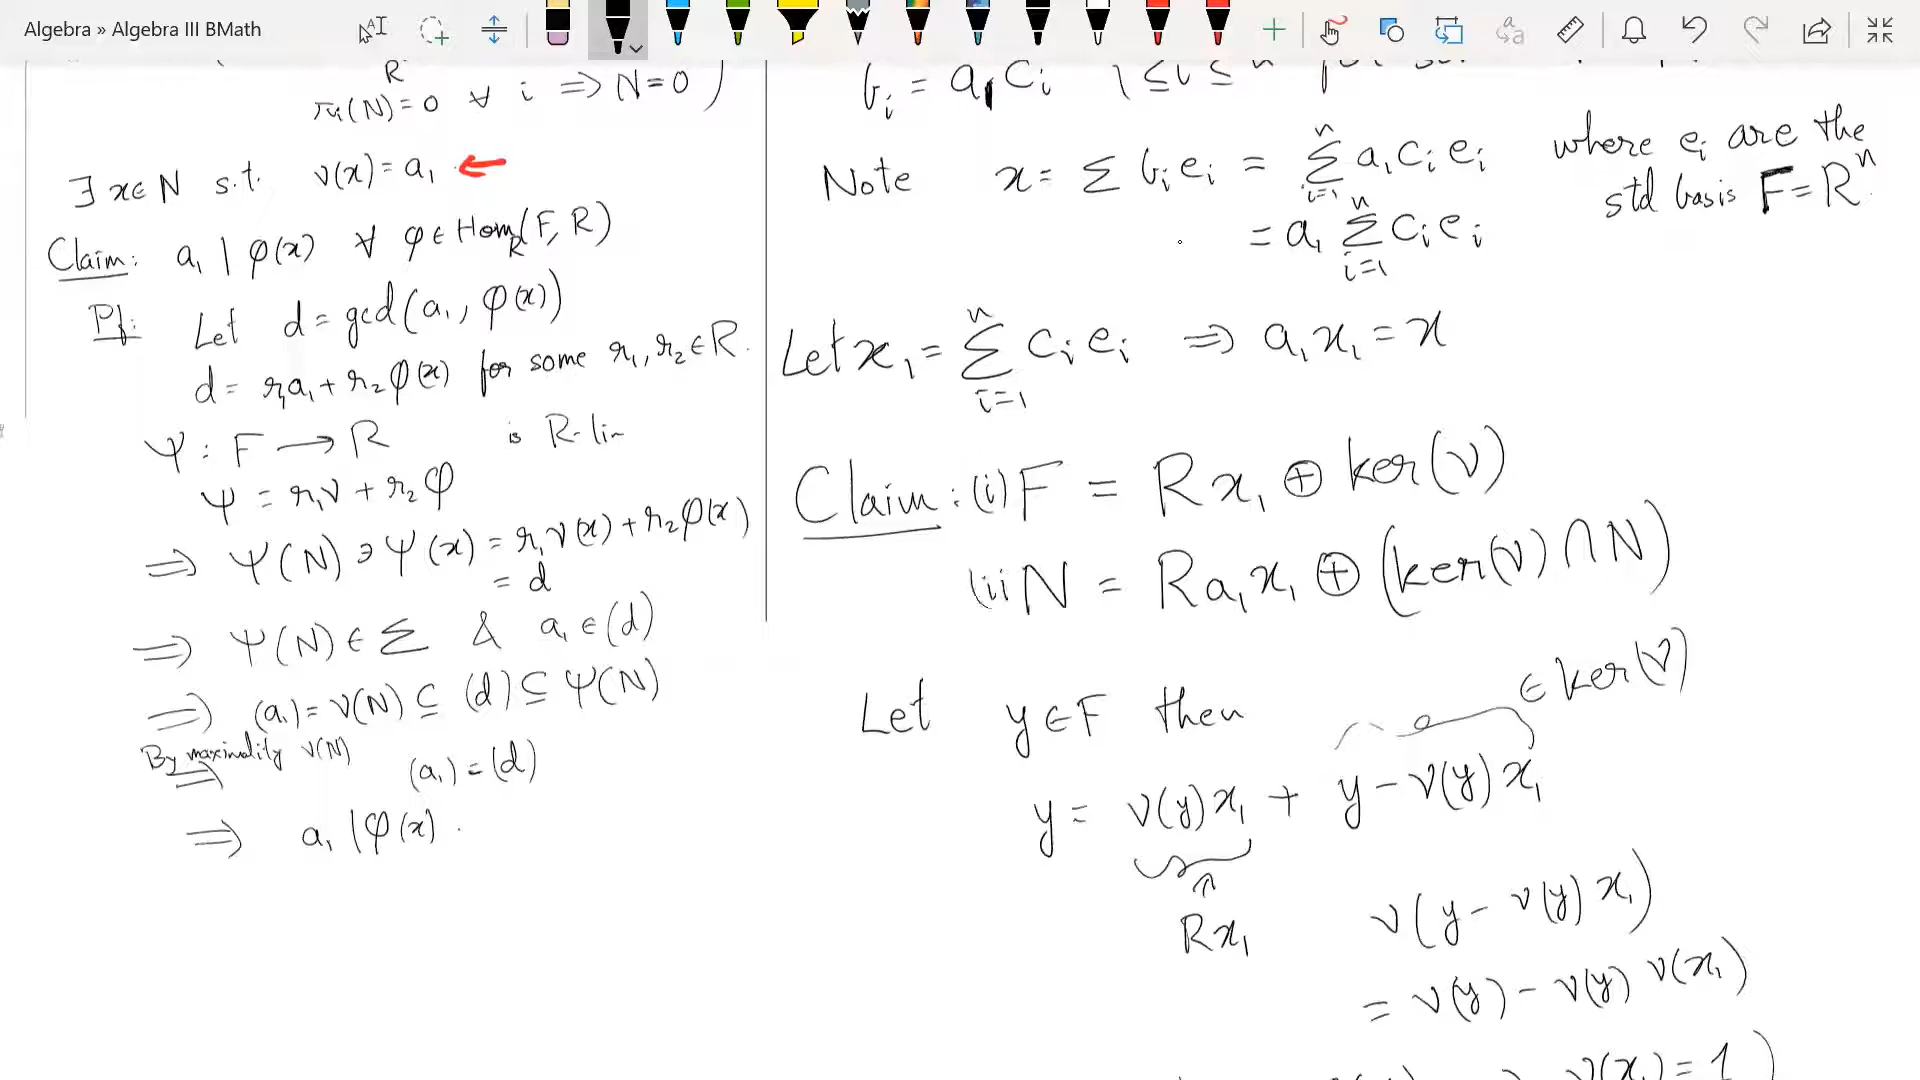 Algebra » Algebra III BMath
R
πi(N)=0 ∀ i ⇒ N=0 )
∃ x∈N s.t. ν(x)=a₁ ←
Claim: a₁ | φ(x) ∀ φ∈Hom_R(F, R)
Pf: Let d = gcd(a₁, φ(x))
d = r₁a₁ + r₂φ(x) for some r₁, r₂∈R.
Ψ : F → R is R-lin
Ψ = r₁ν + r₂φ
⇒ Ψ(N) ∋ Ψ(x) = r₁ν(x) + r₂φ(x)
= d
⇒ Ψ(N) ∈ Σ & a₁ ∈ (d)
⇒ (a₁) = ν(N) ⊆ (d) ⊆ Ψ(N)
By maximality ν(N)
⇒ (a₁) = (d)
⇒ a₁ | φ(x).
bᵢ = a₁cᵢ 1 ≤ i ≤ n
Note x = Σ bᵢeᵢ = Σ_{i=1}^{n} a₁cᵢeᵢ where eᵢ are the
std basis F = Rⁿ
= a₁ Σ_{i=1}^{n} cᵢeᵢ
Let x₁ = Σ_{i=1}^{n} cᵢeᵢ ⇒ a₁x₁ = x
Claim: (i) F = Rx₁ ⊕ ker(ν)
(ii N = Ra₁x₁ ⊕ (ker(ν) ∩ N)
Let y∈F then ∈ ker(ν)
y = ν(y)x₁ + y − ν(y)x₁
Rx₁
ν(y − ν(y)x₁)
= ν(y) − ν(y) ν(x₁)
ν(x₁) = 1 )